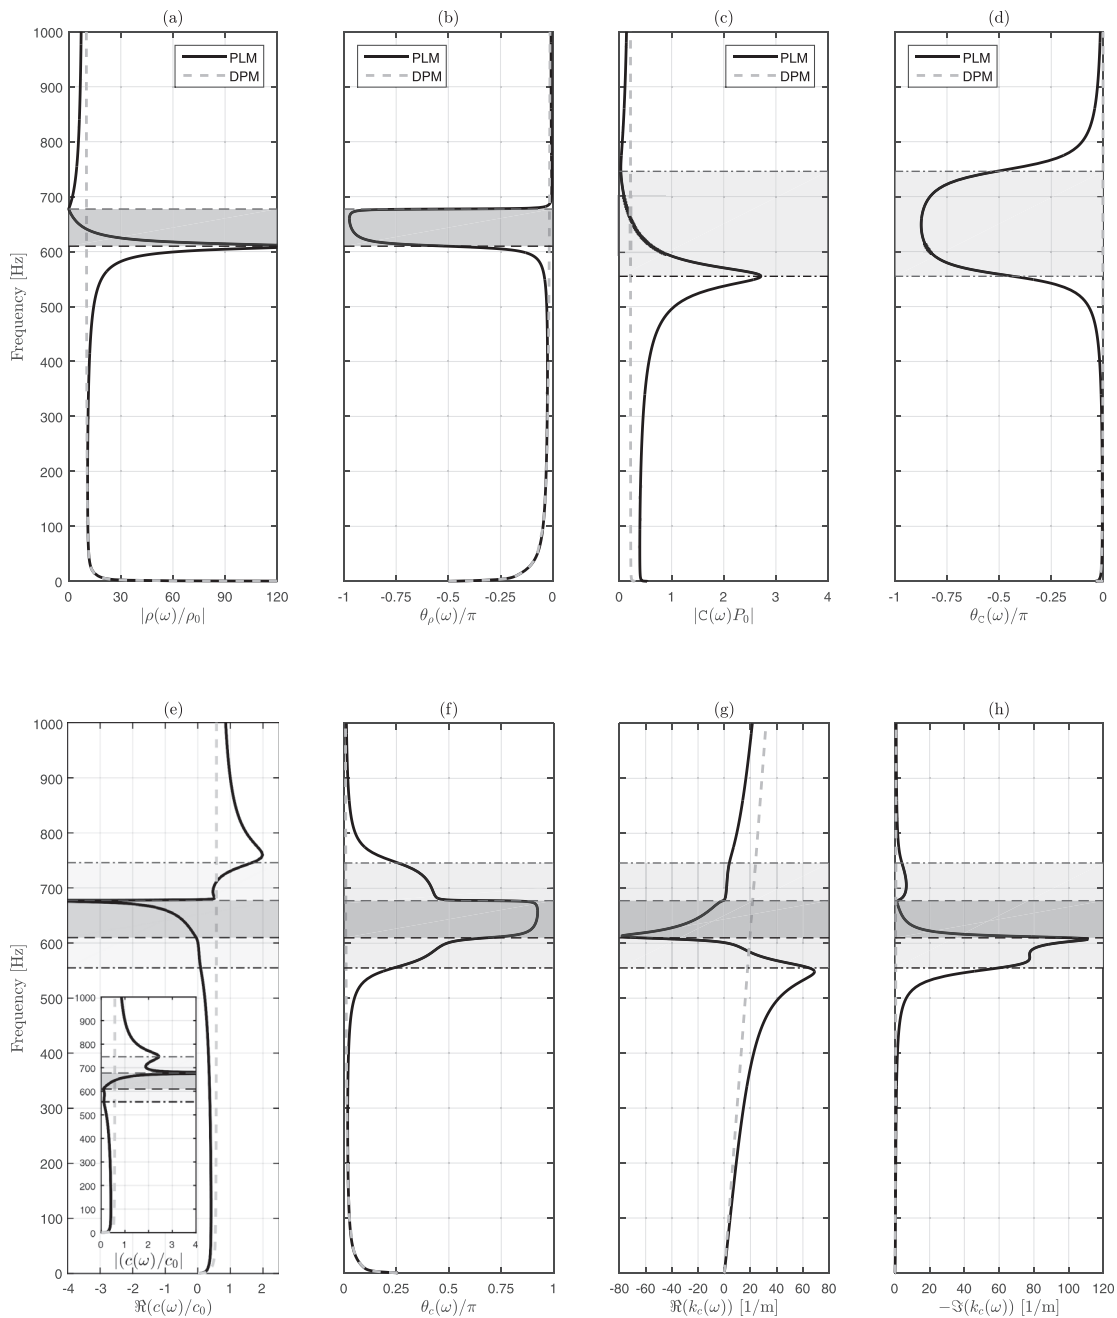 (a)
(b)
(c)
(d)
PLM
DPM
PLM
DPM
PLM
DPM
PLM
DPM
Frequency [Hz]
1000
900
800
700
600
500
400
300
200
100
0
0 30 60 90 120
|ρ(ω)/ρ₀|
-1 -0.75 -0.5 -0.25 0
θρ(ω)/π
0 1 2 3 4
|C(ω)P₀|
-1 -0.75 -0.5 -0.25 0
θC(ω)/π
(e)
(f)
(g)
(h)
Frequency [Hz]
1000
900
800
700
600
500
400
300
200
100
0
1000
900
800
700
600
500
400
300
200
100
0
0 1 2 3 4
|(c(ω)/c₀|
-4 -3 -2 -1 0 1 2
ℜ(c(ω)/c₀)
0 0.25 0.5 0.75 1
θc(ω)/π
-80 -60 -40 -20 0 20 40 60 80
ℜ(kc(ω)) [1/m]
0 20 40 60 80 100 120
−ℑ(kc(ω)) [1/m]